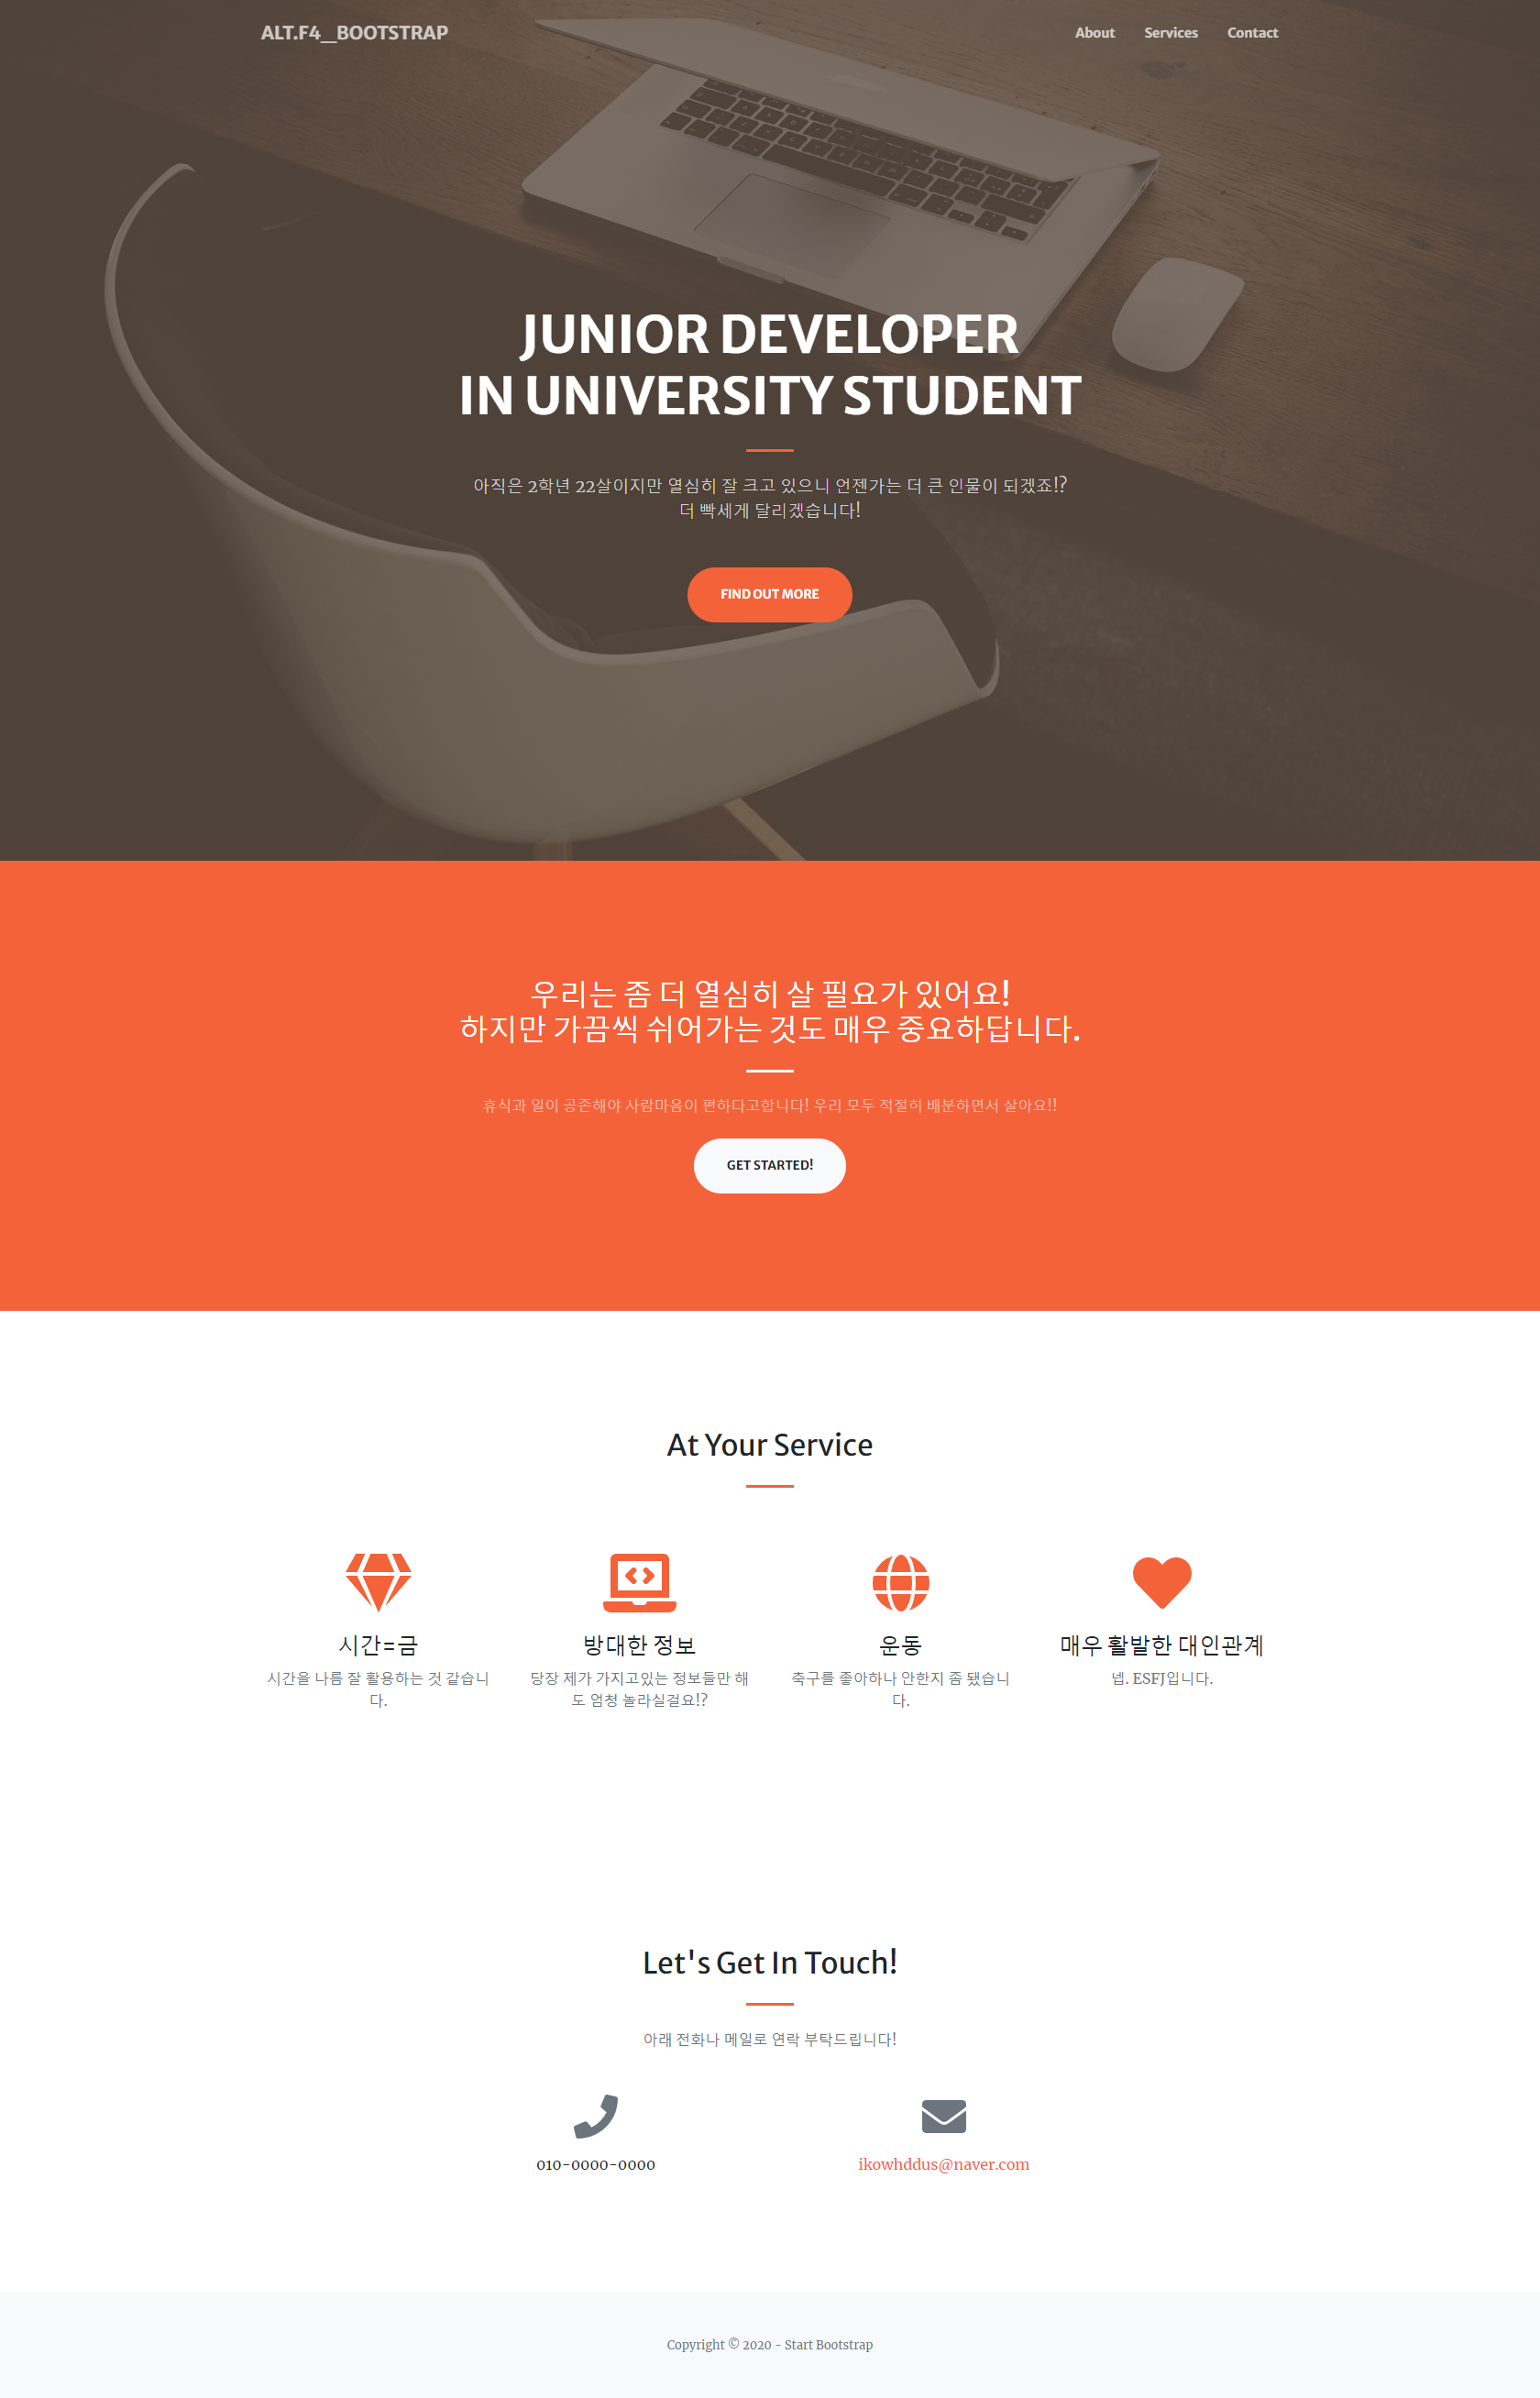 ALT.F4_BOOTSTRAP
About Services Contact
JUNIOR DEVELOPER
IN UNIVERSITY STUDENT
아직은 2학년 22살이지만 열심히 잘 크고 있으니 언젠가는 더 큰 인물이 되겠죠!?
더 빡세게 달리겠습니다!
FIND OUT MORE
우리는 좀 더 열심히 살 필요가 있어요!
하지만 가끔씩 쉬어가는 것도 매우 중요하답니다.
휴식과 일이 공존해야 사람마음이 편하다고합니다! 우리 모두 적절히 배분하면서 살아요!!
GET STARTED!
At Your Service
시간=금
시간을 나름 잘 활용하는 것 같습니
다.
방대한 정보
당장 제가 가지고있는 정보들만 해
도 엄청 놀라실걸요!?
운동
축구를 좋아하나 안한지 좀 됐습니
다.
매우 활발한 대인관계
넵. ESFJ입니다.
Let's Get In Touch!
아래 전화나 메일로 연락 부탁드립니다!
010-0000-0000
ikowhddus@naver.com
Copyright © 2020 - Start Bootstrap